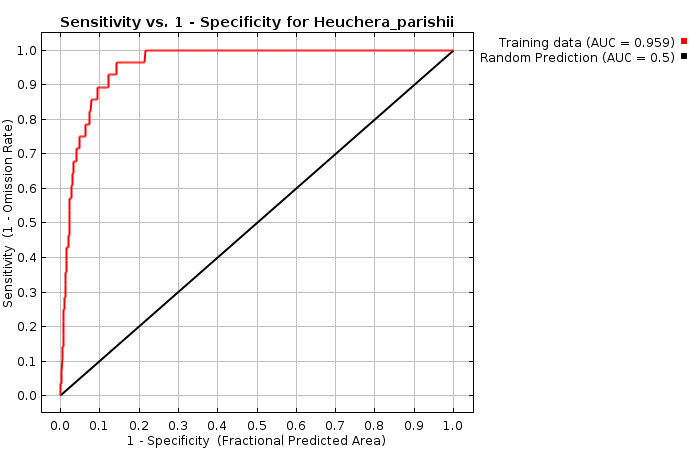 Sensitivity vs. 1 - Specificity for Heuchera_parishii
Training data (AUC = 0.959)
Random Prediction (AUC = 0.5)
Sensitivity (1 - Omission Rate)
1.0
0.9
0.8
0.7
0.6
0.5
0.4
0.3
0.2
0.1
0.0
0.0 0.1 0.2 0.3 0.4 0.5 0.6 0.7 0.8 0.9 1.0
1 - Specificity (Fractional Predicted Area)